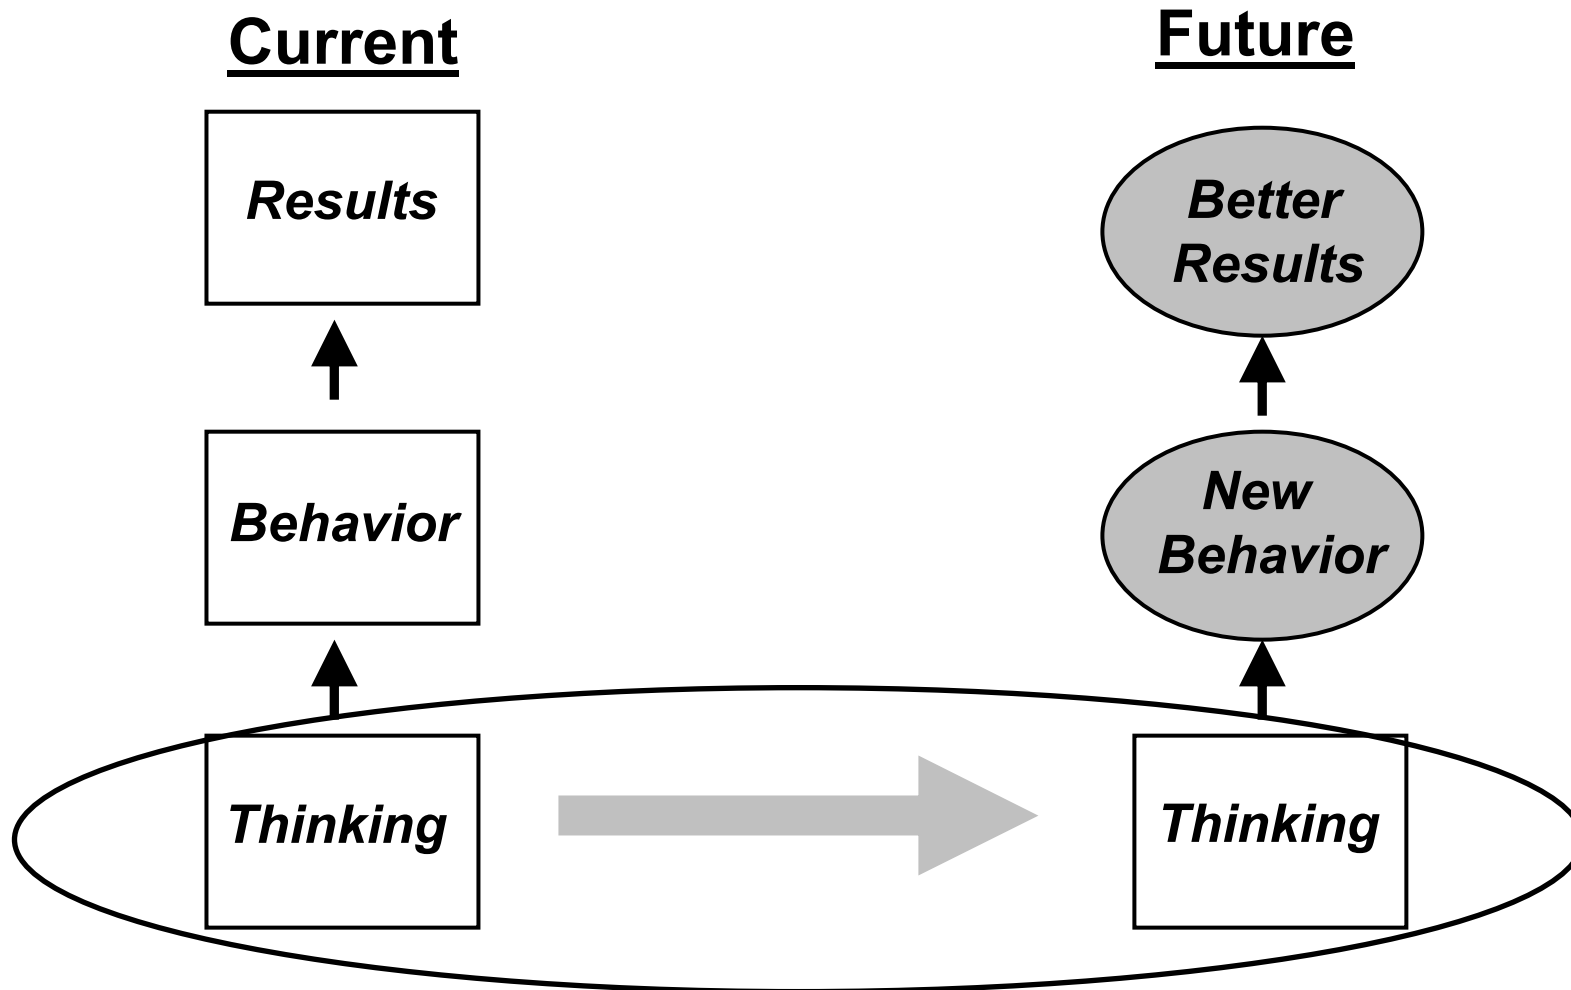 Current
Future
Results
Better
Results
Behavior
New
Behavior
Thinking
Thinking